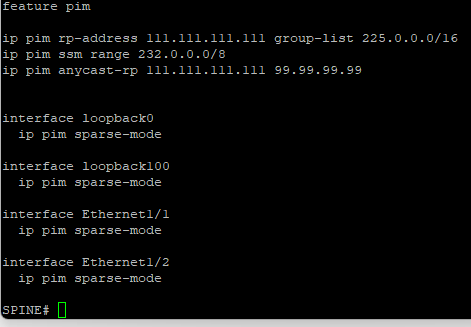 feature pim
ip pim rp-address 111.111.111.111 group-list 225.0.0.0/16
ip pim ssm range 232.0.0.0/8
ip pim anycast-rp 111.111.111.111 99.99.99.99
interface loopback0
  ip pim sparse-mode
interface loopback100
  ip pim sparse-mode
interface Ethernet1/1
  ip pim sparse-mode
interface Ethernet1/2
  ip pim sparse-mode
SPINE#